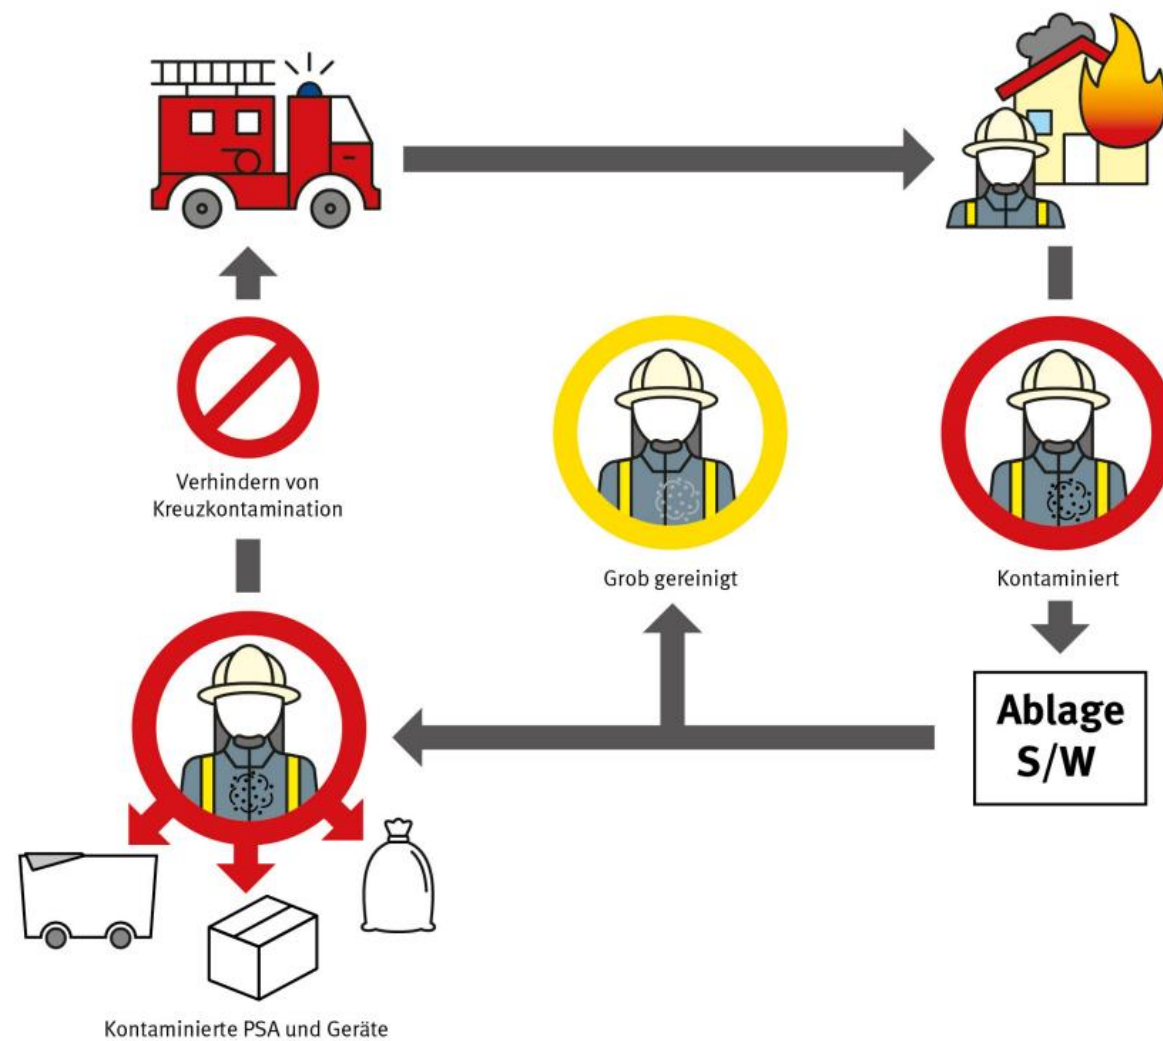 Verhindern von
Kreuzkontamination
Grob gereinigt
Kontaminiert
Ablage
S/W
Kontaminierte PSA und Geräte